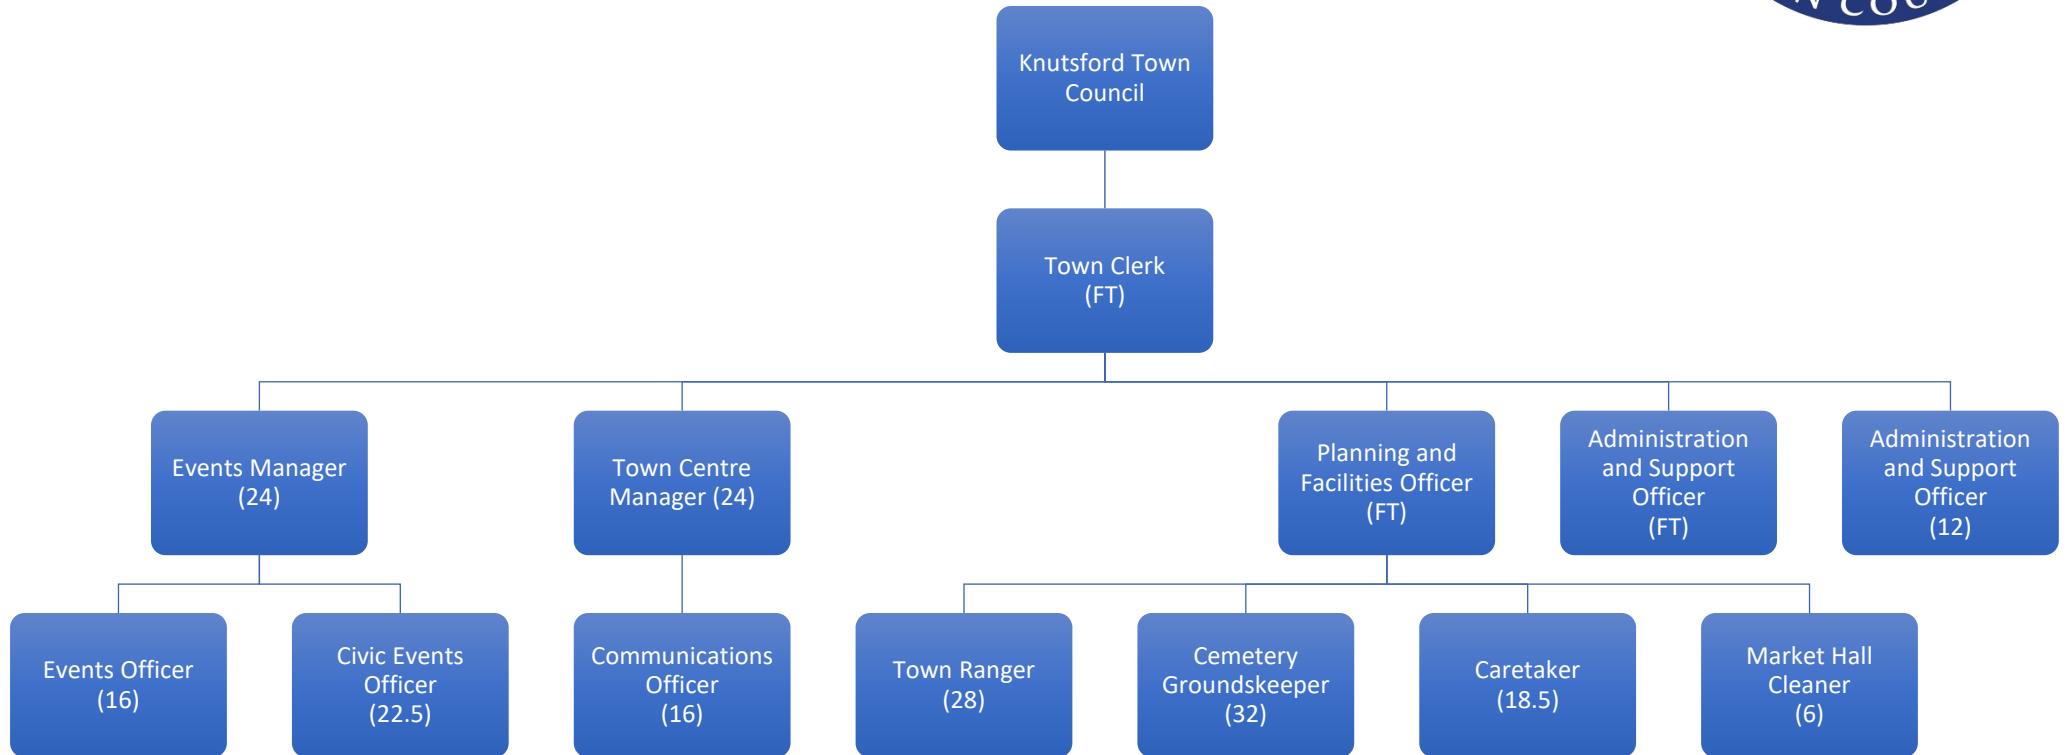 Knutsford Town
Council
Town Clerk
(FT)
Events Manager
(24)
Town Centre
Manager (24)
Planning and
Facilities Officer
(FT)
Administration
and Support
Officer
(FT)
Administration
and Support
Officer
(12)
Events Officer
(16)
Civic Events
Officer
(22.5)
Communications
Officer
(16)
Town Ranger
(28)
Cemetery
Groundskeeper
(32)
Caretaker
(18.5)
Market Hall
Cleaner
(6)